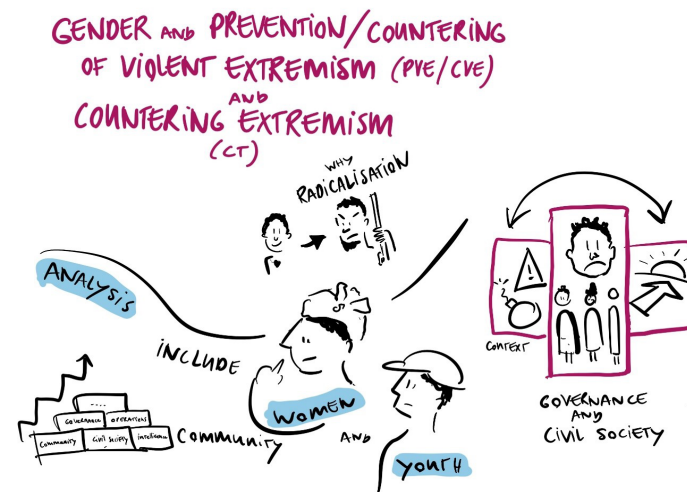 GENDER AND PREVENTION/COUNTERING
OF VIOLENT EXTREMISM (PVE/CVE)
AND
COUNTERING EXTREMISM
(CT)
WHY
RADICALISATION
ANALYSIS
INCLUDE
WOMEN
Community
AND
YOUTH
...
GOVERNANCE OPERATIONS
Community Civil Society intelligence
CONTEXT
GOVERNANCE
AND
CIVIL SOCIETY